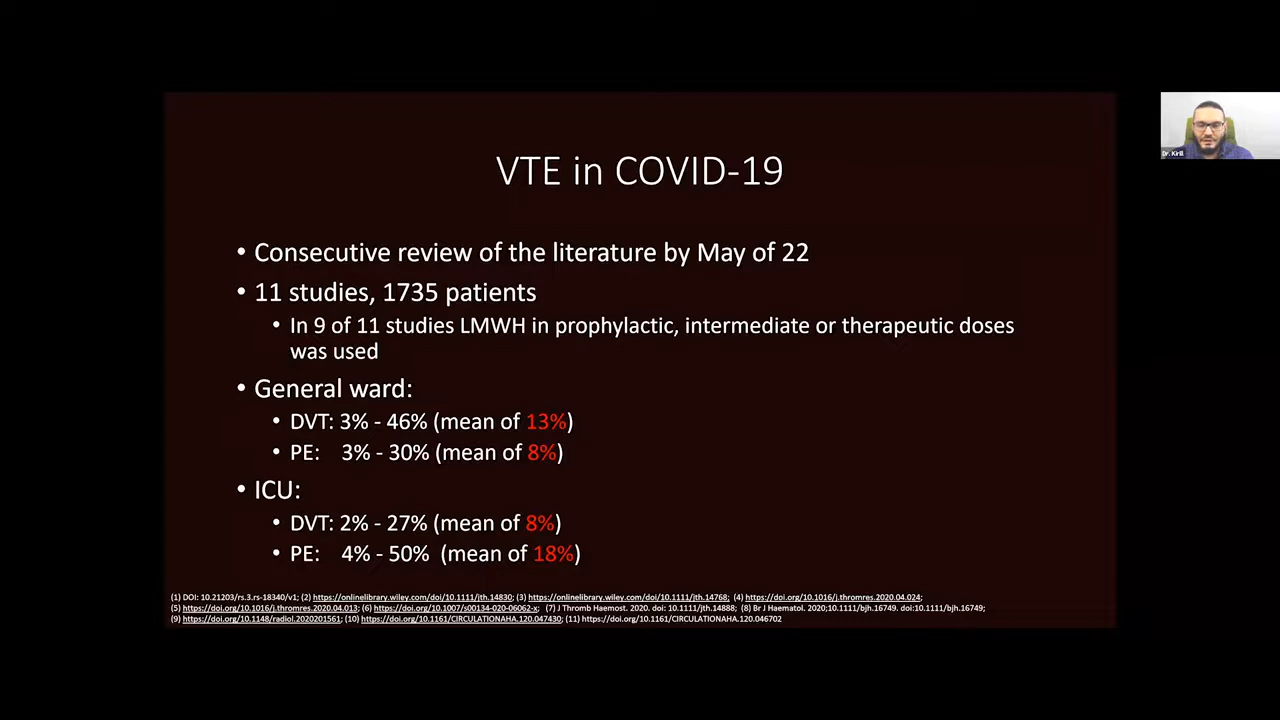 VTE in COVID-19
• Consecutive review of the literature by May of 22
• 11 studies, 1735 patients
• In 9 of 11 studies LMWH in prophylactic, intermediate or therapeutic doses
was used
• General ward:
• DVT: 3% - 46% (mean of 13%)
• PE: 3% - 30% (mean of 8%)
• ICU:
• DVT: 2% - 27% (mean of 8%)
• PE: 4% - 50% (mean of 18%)
(1) DOI: 10.21203/rs.3.rs-18340/v1; (2) https://onlinelibrary.wiley.com/doi/10.1111/jth.14830; (3) https://onlinelibrary.wiley.com/doi/10.1111/jth.14768; (4) https://doi.org/10.1016/j.thromres.2020.04.024;
(5) https://doi.org/10.1016/j.thromres.2020.04.013; (6) https://doi.org/10.1007/s00134-020-06062-x; (7) J Thromb Haemost. 2020. doi: 10.1111/jth.14888; (8) Br J Haematol. 2020;10.1111/bjh.16749. doi:10.1111/bjh.16749;
(9) https://doi.org/10.1148/radiol.2020201561; (10) https://doi.org/10.1161/CIRCULATIONAHA.120.047430; (11) https://doi.org/10.1161/CIRCULATIONAHA.120.046702
Dr. Kirill